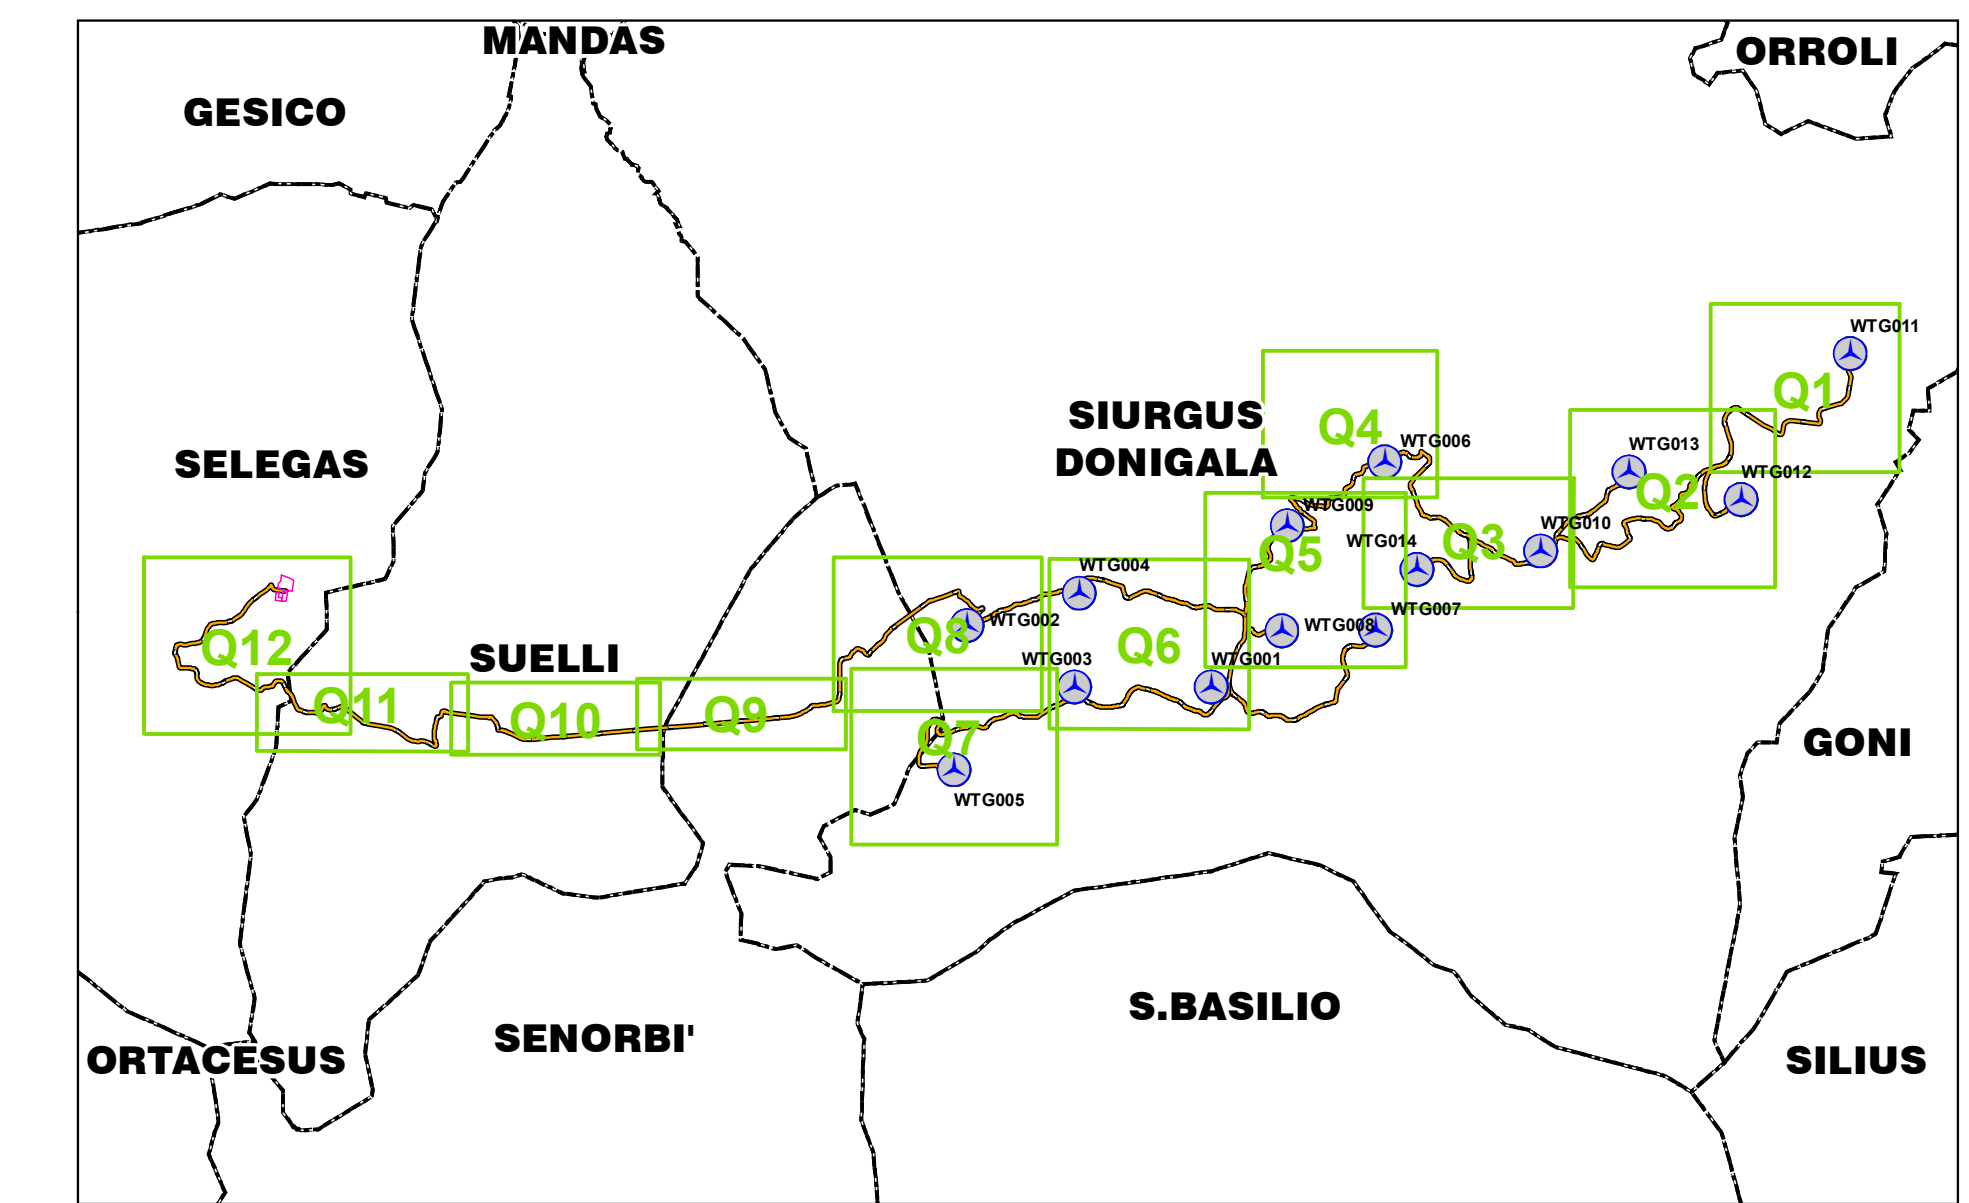 MANDAS
ORROLI
GESICO
WTG011
Q1
SIURGUS
DONIGALA
Q4
WTG006
WTG013
SELEGAS
WTG012
Q2
WTG009
WTG010
WTG014
Q3
Q5
WTG004
WTG007
WTG002
WTG008
Q8
Q12
Q6
SUELLI
WTG003
WTG001
Q11
Q10
Q9
Q7
GONI
WTG005
S.BASILIO
SENORBI'
ORTACESUS
SILIUS